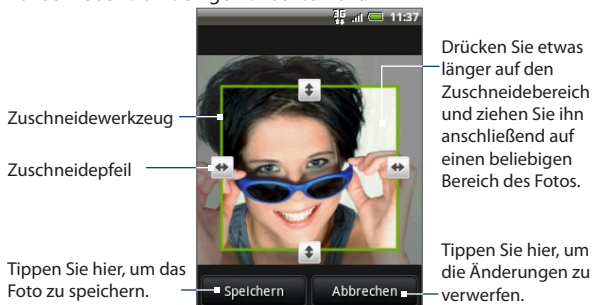 3G 11:37
Zuschneidewerkzeug
Zuschneidepfeil
Tippen Sie hier, um das
Foto zu speichern.
Speichern
Abbrechen
Drücken Sie etwas
länger auf den
Zuschneidebereich
und ziehen Sie ihn
anschließend auf
einen beliebigen
Bereich des Fotos.
Tippen Sie hier, um
die Änderungen zu
verwerfen.